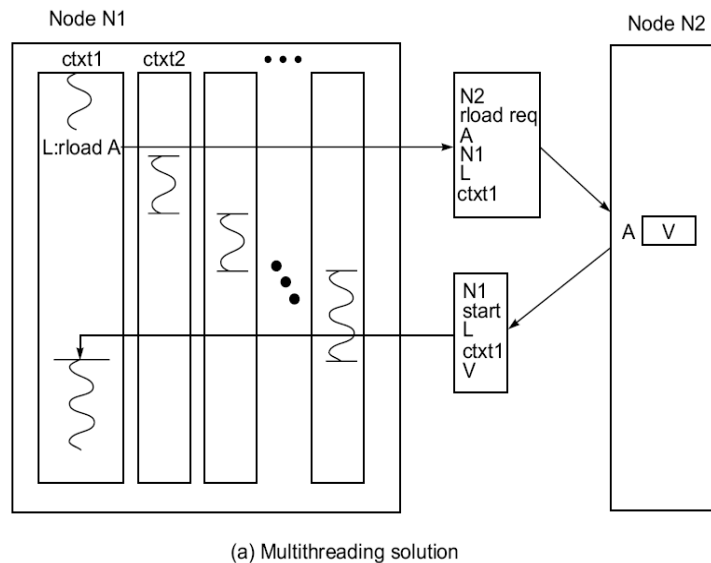 Node N1
Node N2
ctxt1 ctxt2
L:rload A
N2
rload req
A
N1
L
ctxt1
A V
N1
start
L
ctxt1
V
(a) Multithreading solution